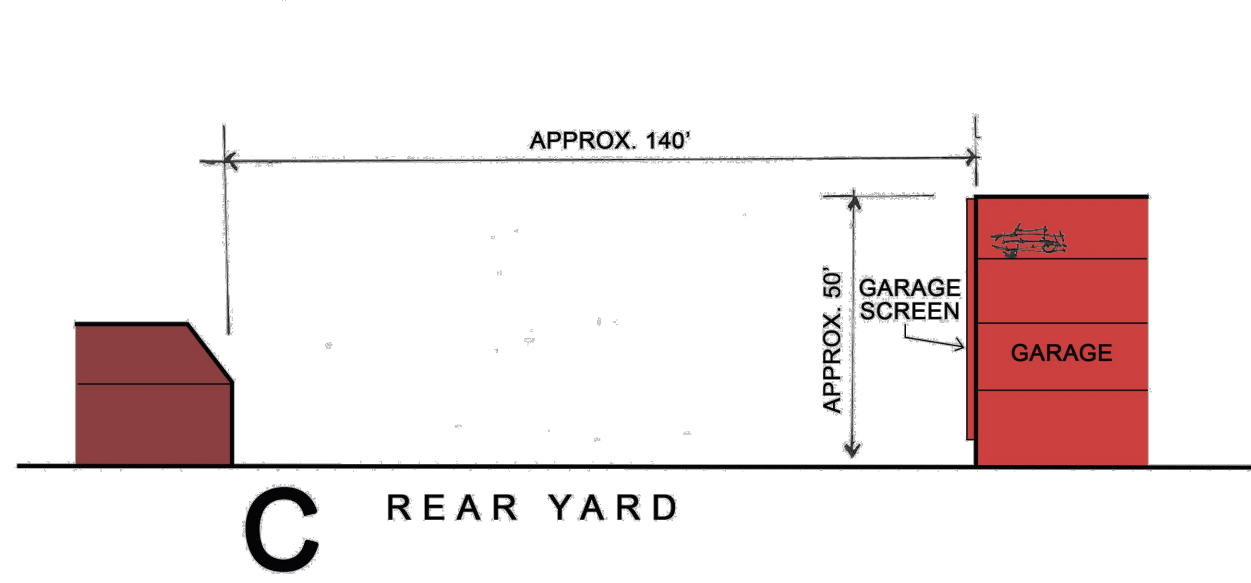 APPROX. 140'
APPROX. 50'
GARAGE
SCREEN
GARAGE
C REAR YARD